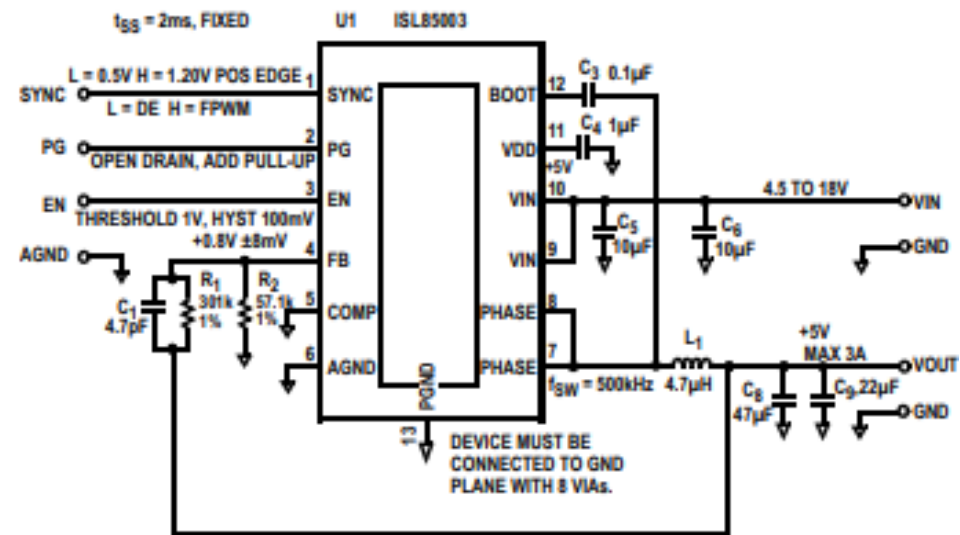 tSS = 2ms, FIXED
U1 ISL85003
L = 0.5V H = 1.20V POS EDGE
SYNC
L = DE H = FPWM
1
SYNC
PG
OPEN DRAIN, ADD PULL-UP
2
PG
EN
THRESHOLD 1V, HYST 100mV
3
EN
+0.8V ±8mV
AGND
4
FB
C1
4.7pF
R1
301k
1%
R2
57.1k
1%
5
COMP
6
AGND
PGND
13
BOOT
12
C3 0.1µF
VDD
11
+5V
C4 1µF
VIN
10
4.5 TO 18V
VIN
C5
10µF
C6
10µF
GND
VIN
9
PHASE
8
PHASE
7
L1
4.7µH
fSW = 500kHz
+5V
MAX 3A
VOUT
C8
47µF
C9 22µF
GND
DEVICE MUST BE
CONNECTED TO GND
PLANE WITH 8 VIAs.